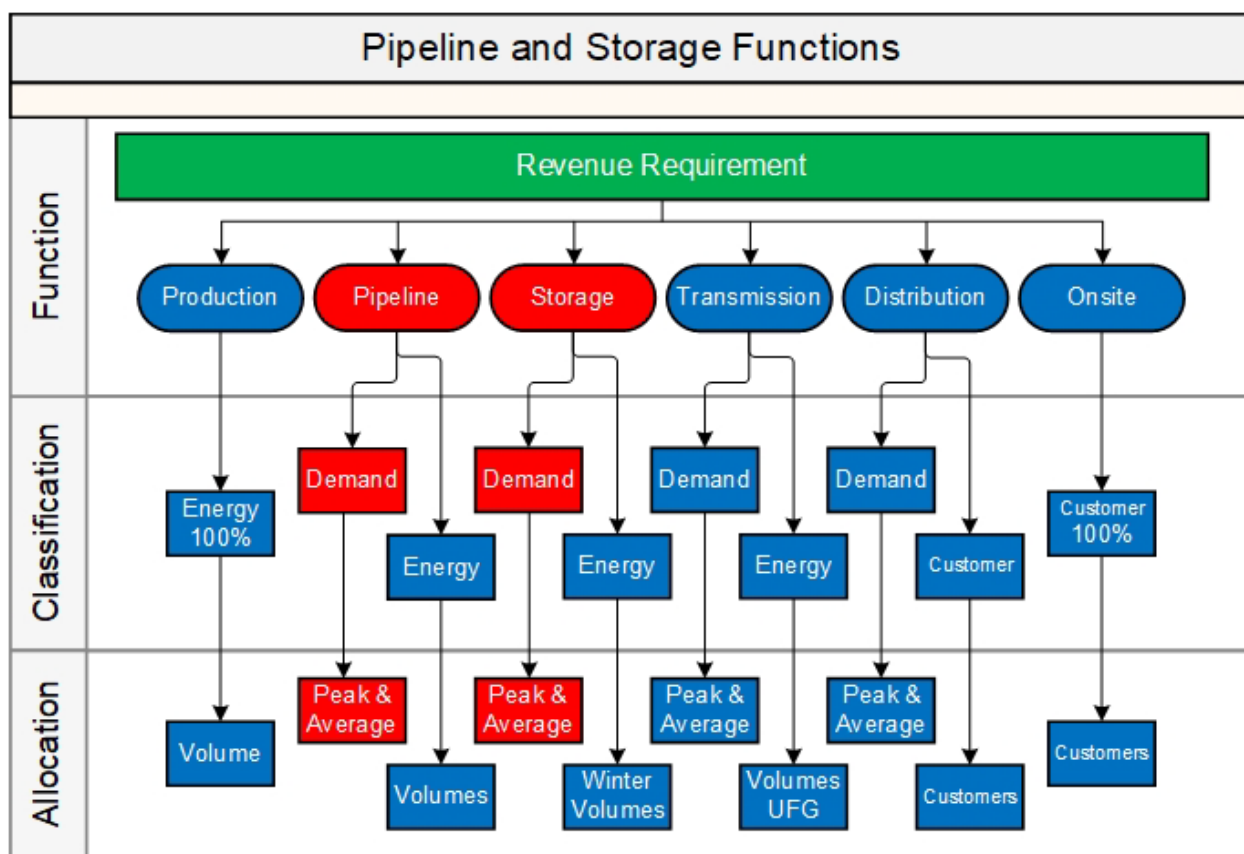 Pipeline and Storage Functions
Function
Revenue Requirement
Production
Pipeline
Storage
Transmission
Distribution
Onsite
Classification
Demand
Demand
Demand
Demand
Energy
100%
Customer
100%
Energy
Energy
Energy
Customer
Allocation
Peak &
Average
Peak &
Average
Peak &
Average
Peak &
Average
Volume
Customers
Volumes
Winter
Volumes
Volumes
UFG
Customers